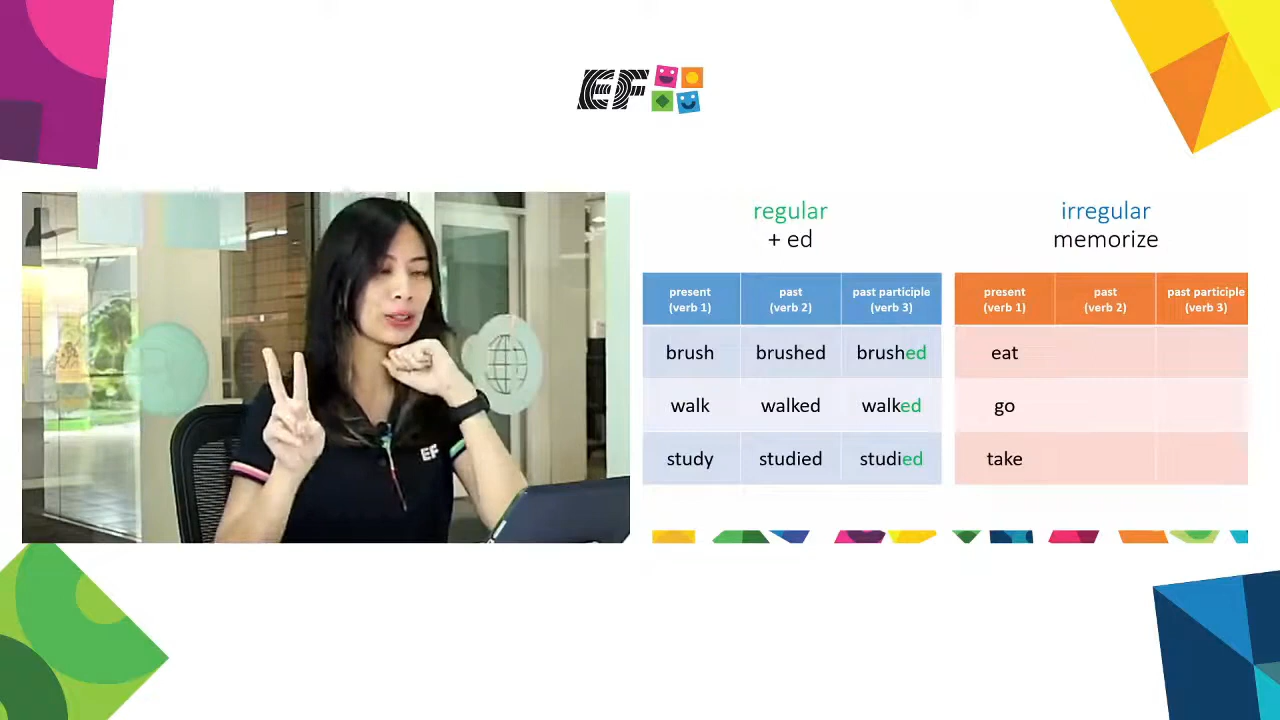 EF
EF
regular
+ ed
present
(verb 1)
past
(verb 2)
past participle
(verb 3)
brush
brushed
brushed
walk
walked
walked
study
studied
studied
irregular
memorize
present
(verb 1)
past
(verb 2)
past participle
(verb 3)
eat
go
take